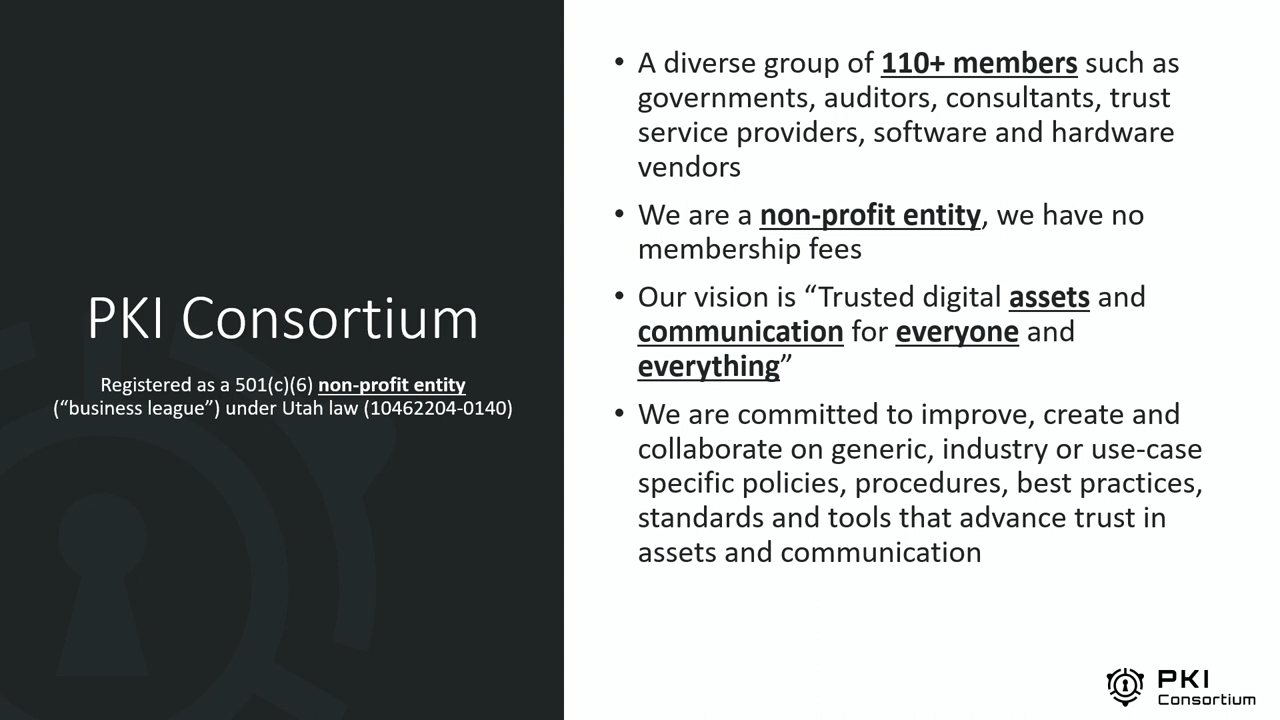 PKI Consortium
Registered as a 501(c)(6) non-profit entity
(“business league”) under Utah law (10462204-0140)
• A diverse group of 110+ members such as
governments, auditors, consultants, trust
service providers, software and hardware
vendors
• We are a non-profit entity, we have no
membership fees
• Our vision is “Trusted digital assets and
communication for everyone and
everything”
• We are committed to improve, create and
collaborate on generic, industry or use-case
specific policies, procedures, best practices,
standards and tools that advance trust in
assets and communication
PKI
Consortium